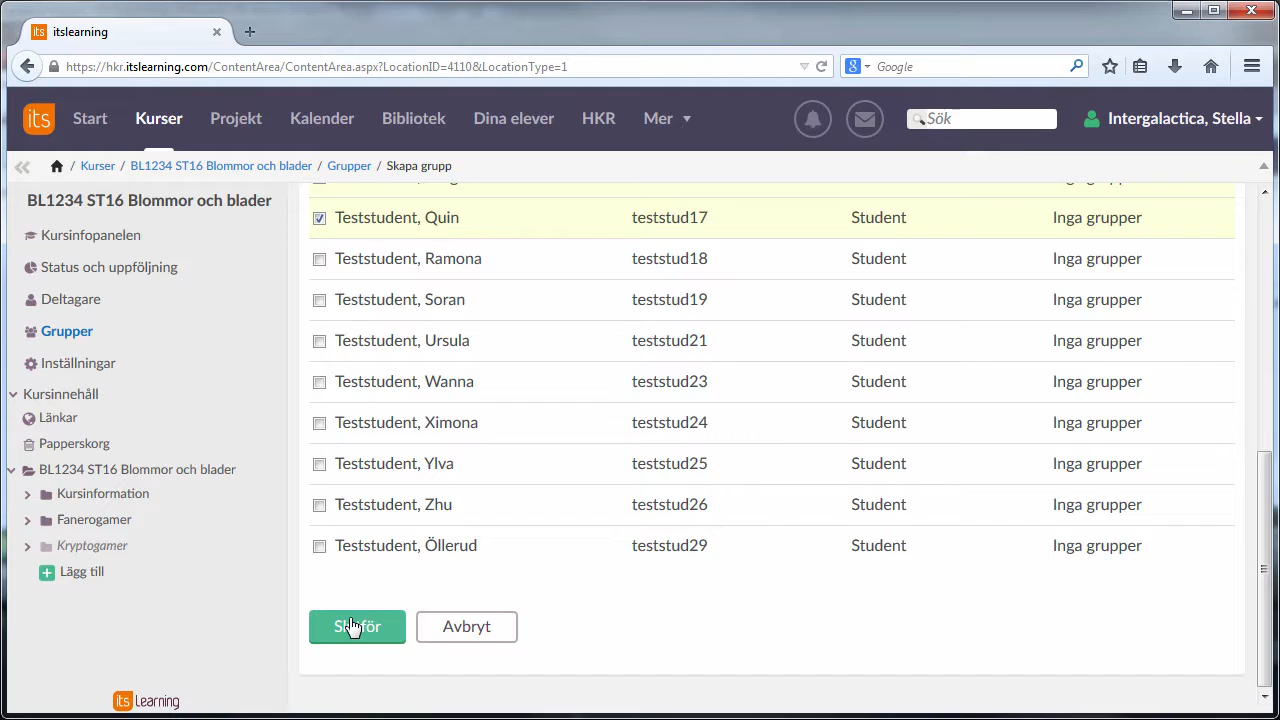 its itslearning
https://hkr.itslearning.com/ContentArea/ContentArea.aspx?LocationID=4110&LocationType=1
Google
its Start Kurser Projekt Kalender Bibliotek Dina elever HKR Mer Sök Intergalactica, Stella
/ Kurser / BL1234 ST16 Blommor och blader / Grupper / Skapa grupp
BL1234 ST16 Blommor och blader
Kursinfopanelen
Status och uppföljning
Deltagare
Grupper
Inställningar
Kursinnehåll
Länkar
Papperskorg
BL1234 ST16 Blommor och blader
Kursinformation
Fanerogamer
Kryptogamer
Lägg till
its Learning
Teststudent, Quin teststud17 Student Inga grupper
Teststudent, Ramona teststud18 Student Inga grupper
Teststudent, Soran teststud19 Student Inga grupper
Teststudent, Ursula teststud21 Student Inga grupper
Teststudent, Wanna teststud23 Student Inga grupper
Teststudent, Ximona teststud24 Student Inga grupper
Teststudent, Ylva teststud25 Student Inga grupper
Teststudent, Zhu teststud26 Student Inga grupper
Teststudent, Öllerud teststud29 Student Inga grupper
Avbryt